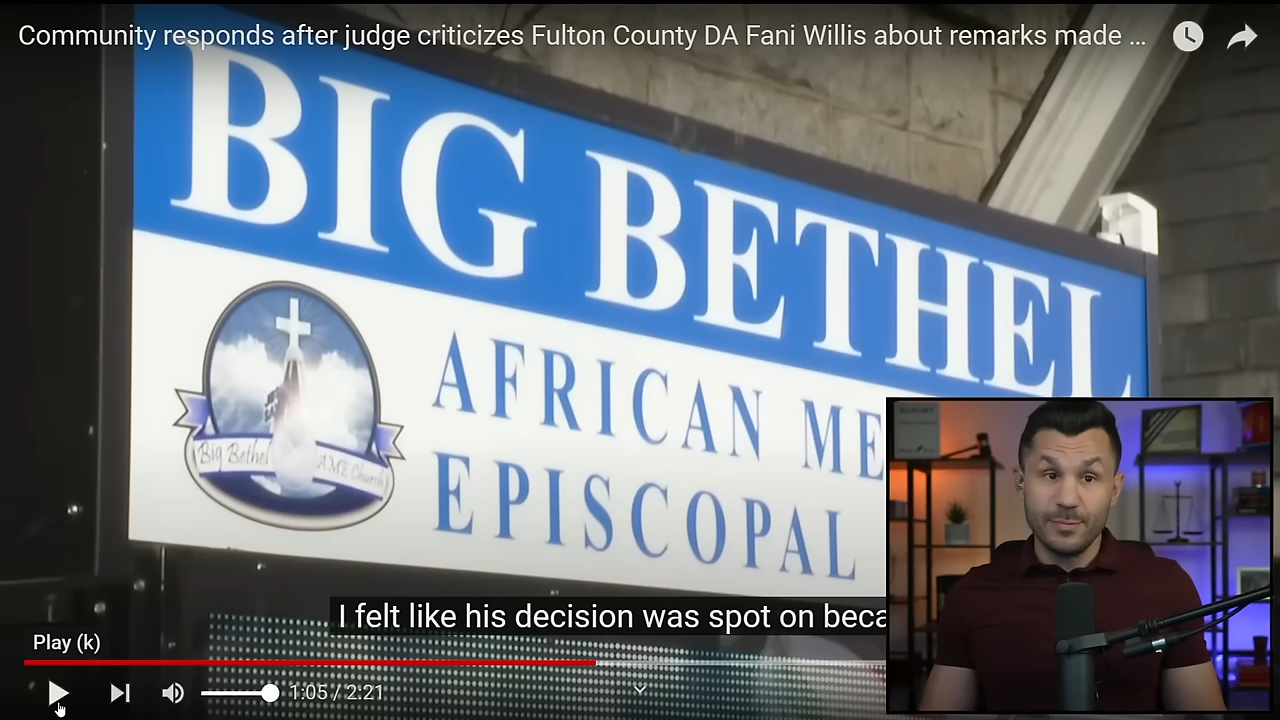 Community responds after judge criticizes Fulton County DA Fani Willis about remarks made ...
BIG BETHEL
AFRICAN ME
EPISCOPAL
Big Bethel AME Church
REPORT
I felt like his decision was spot on beca
Play (k)
1:05 / 2:21